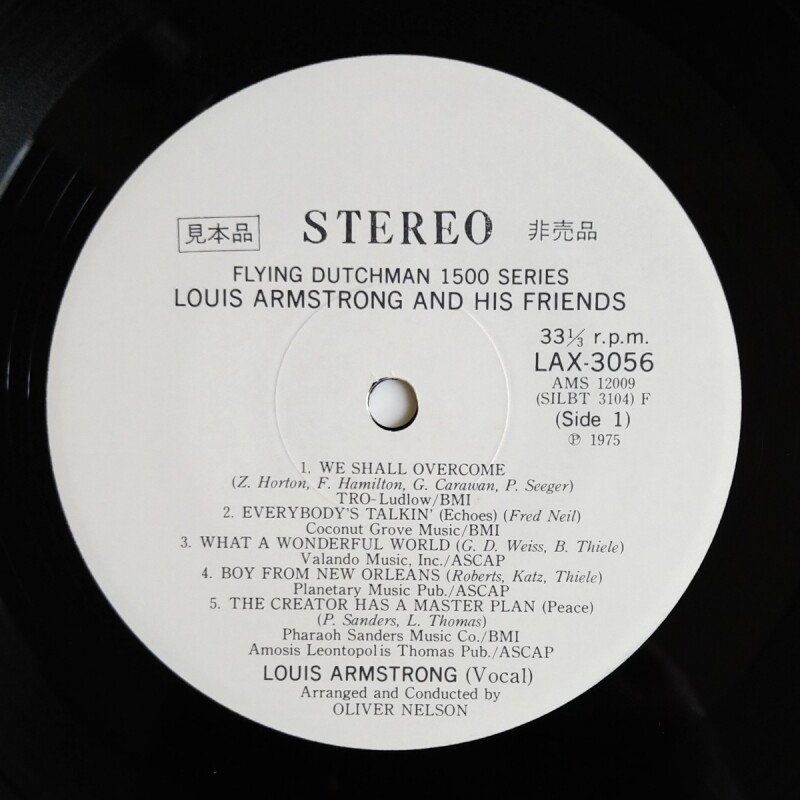 見本品 STEREO 非売品
FLYING DUTCHMAN 1500 SERIES
LOUIS ARMSTRONG AND HIS FRIENDS
33⅓ r.p.m.
LAX-3056
AMS 12009
(SILBT 3104) F
(Side 1)
℗ 1975
1. WE SHALL OVERCOME
(Z. Horton, F. Hamilton, G. Carawan, P. Seeger)
TRO-Ludlow/BMI
2. EVERYBODY'S TALKIN' (Echoes) (Fred Neil)
Coconut Grove Music/BMI
3. WHAT A WONDERFUL WORLD (G. D. Weiss, B. Thiele)
Valando Music, Inc./ASCAP
4. BOY FROM NEW ORLEANS (Roberts, Katz, Thiele)
Planetary Music Pub./ASCAP
5. THE CREATOR HAS A MASTER PLAN (Peace)
(P. Sanders, L. Thomas)
Pharaoh Sanders Music Co./BMI
Amosis Leontopolis Thomas Pub./ASCAP
LOUIS ARMSTRONG (Vocal)
Arranged and Conducted by
OLIVER NELSON